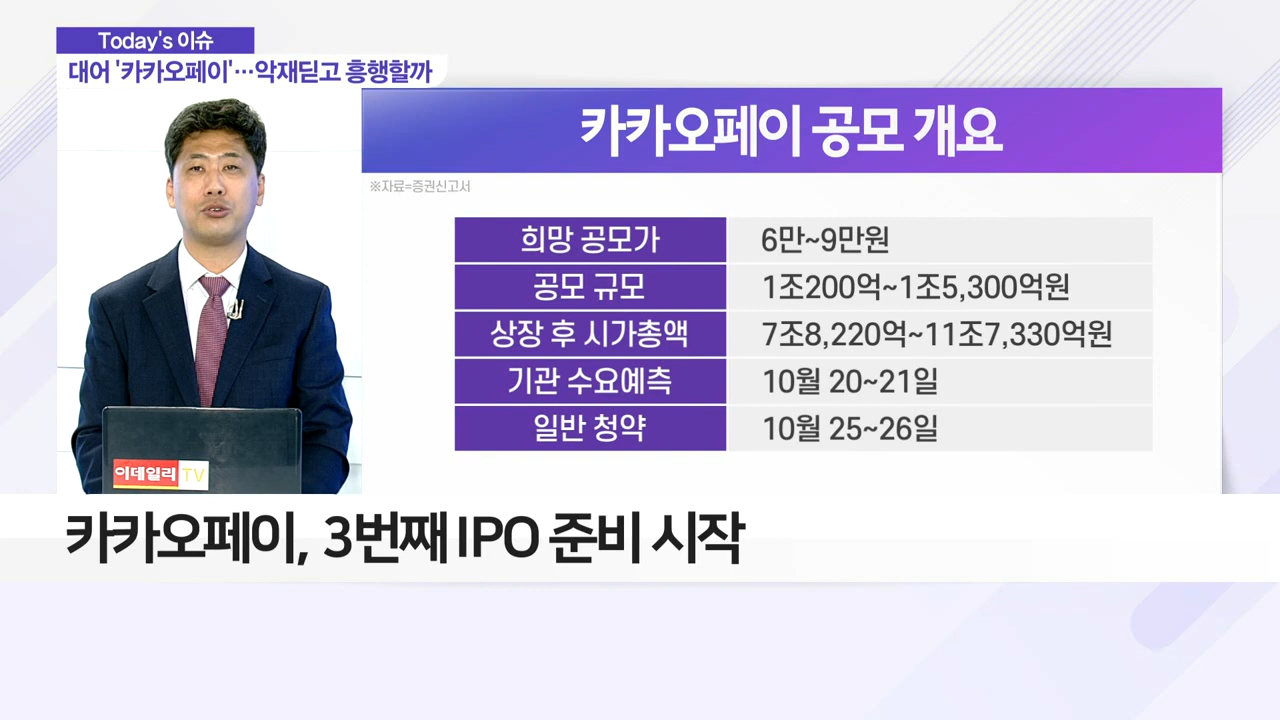 Today's 이슈
대어 '카카오페이'…악재딛고 흥행할까
카카오페이 공모 개요
※자료=증권신고서
희망 공모가 6만~9만원
공모 규모 1조200억~1조5,300억원
상장 후 시가총액 7조8,220억~11조7,330억원
기관 수요예측 10월 20~21일
일반 청약 10월 25~26일
이데일리TV
카카오페이, 3번째 IPO 준비 시작